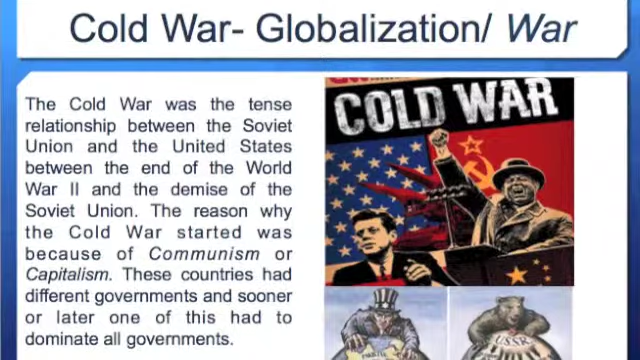 Cold War- Globalization/ War
The Cold War was the tense
relationship between the Soviet
Union and the United States
between the end of the World
War II and the demise of the
Soviet Union. The reason why
the Cold War started was
because of Communism or
Capitalism. These countries had
different governments and sooner
or later one of this had to
dominate all governments.
COLD WAR
USSR